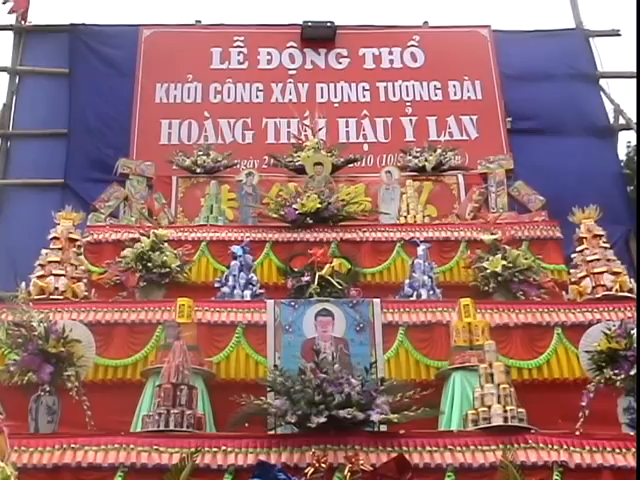 LỄ ĐỘNG THỔ
KHỞI CÔNG XÂY DỰNG TƯỢNG ĐÀI
HOÀNG THÁI HẬU Ỷ LAN